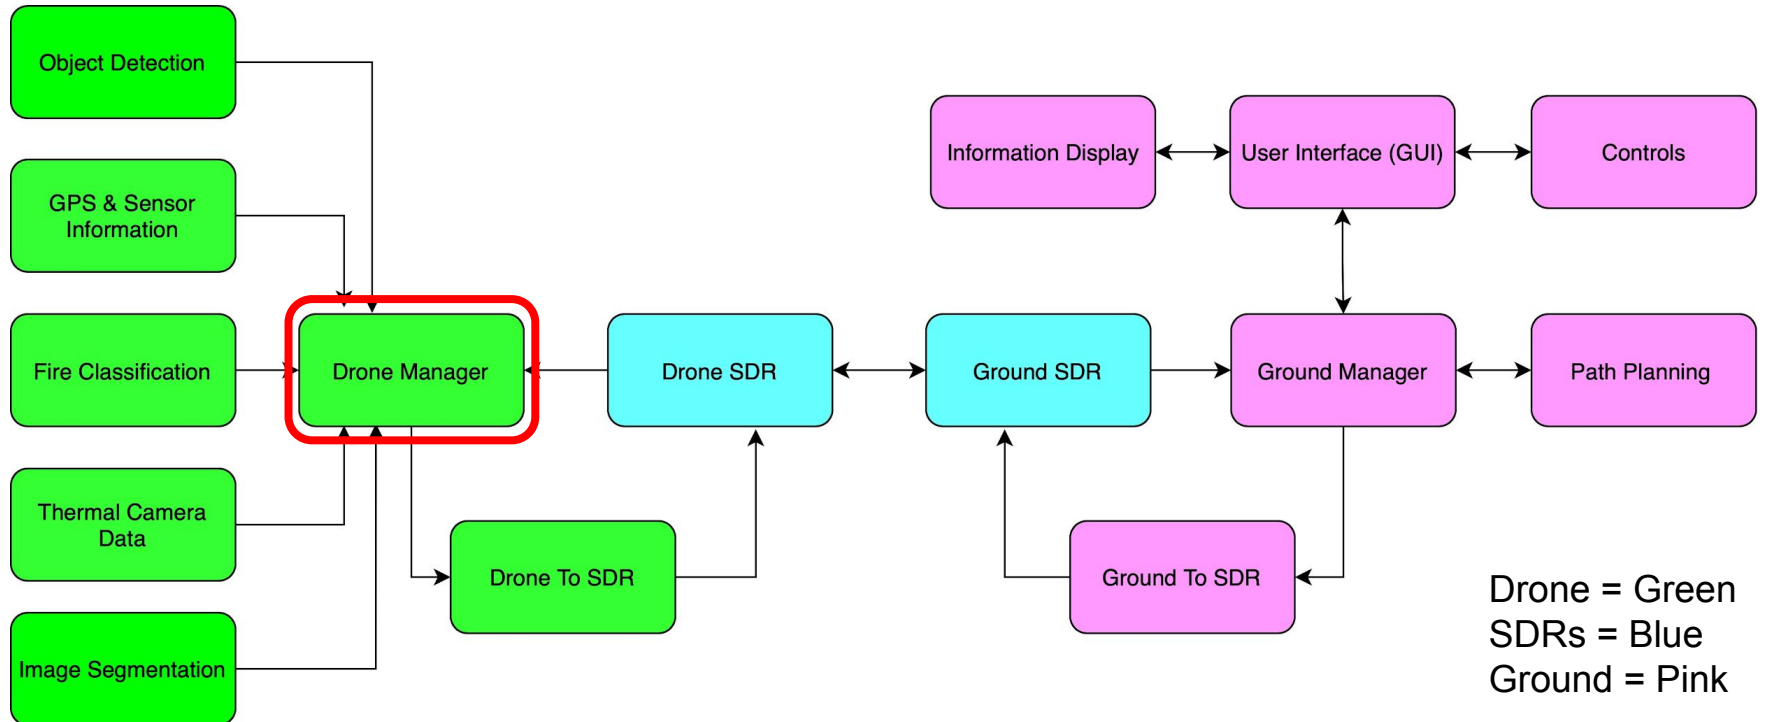 Object Detection
GPS & Sensor
Information
Fire Classification
Thermal Camera
Data
Image Segmentation
Drone Manager
Drone To SDR
Drone SDR
Ground SDR
Information Display
User Interface (GUI)
Controls
Ground Manager
Path Planning
Ground To SDR
Drone = Green
SDRs = Blue
Ground = Pink